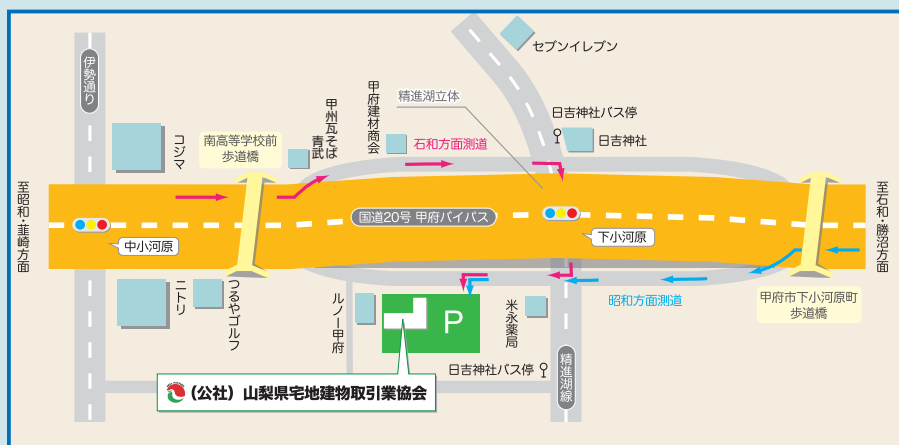 セブンイレブン
伊勢通り
日吉神社バス停
日吉神社
精進湖立体
甲府建材商会
甲州瓦そば
青武
石和方面側道
コジマ
南高等学校前
歩道橋
至昭和・韮崎方面
国道20号 甲府バイパス
中小河原
下小河原
至石和・勝沼方面
ニトリ
つるやゴルフ
ルノー甲府
P
米永薬局
昭和方面側道
甲府市下小河原町
歩道橋
日吉神社バス停
精進湖線
(公社)山梨県宅地建物取引業協会